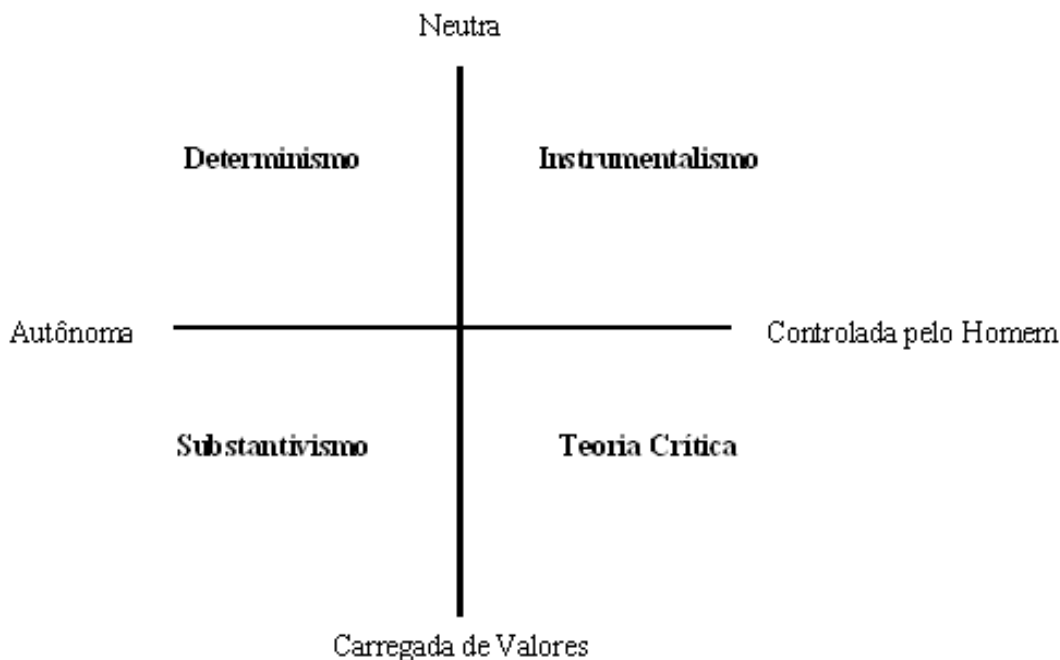 Neutra
Determinismo Instrumentalismo
Autônoma Controlada pelo Homem
Substantivismo Teoria Crítica
Carregada de Valores